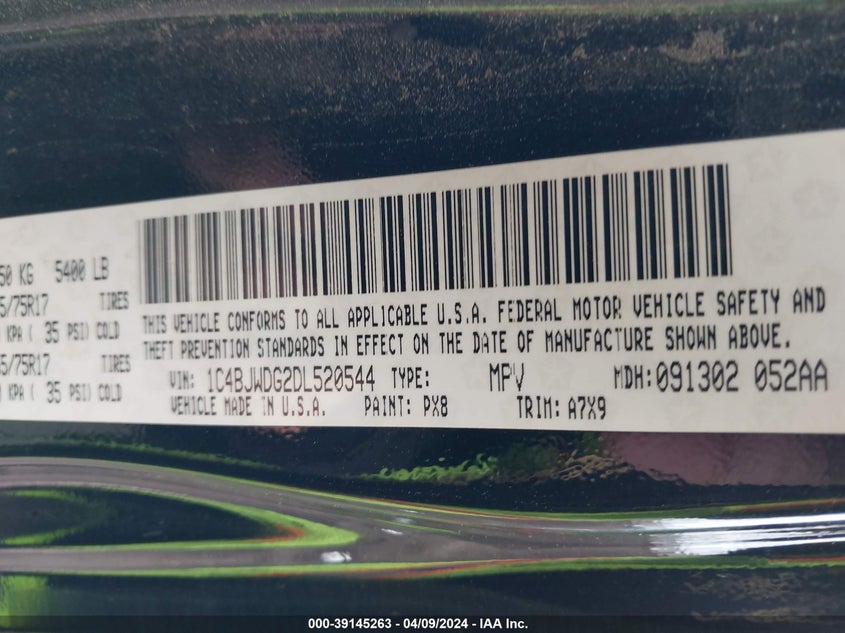 50 KG 5400 LB
5/75R17 TIRES
KPA ( 35 PSI) COLD
5/75R17 TIRES
KPA ( 35 PSI) COLD
THIS VEHICLE CONFORMS TO ALL APPLICABLE U.S.A. FEDERAL MOTOR VEHICLE SAFETY AND
THEFT PREVENTION STANDARDS IN EFFECT ON THE DATE OF MANUFACTURE SHOWN ABOVE.
VIN: 1C4BJWDG2DL520544 TYPE: MPV MDH:091302 052AA
VEHICLE MADE IN U.S.A. PAINT: PX8 TRIM: A7X9
000-39145263 - 04/09/2024 - IAA Inc.